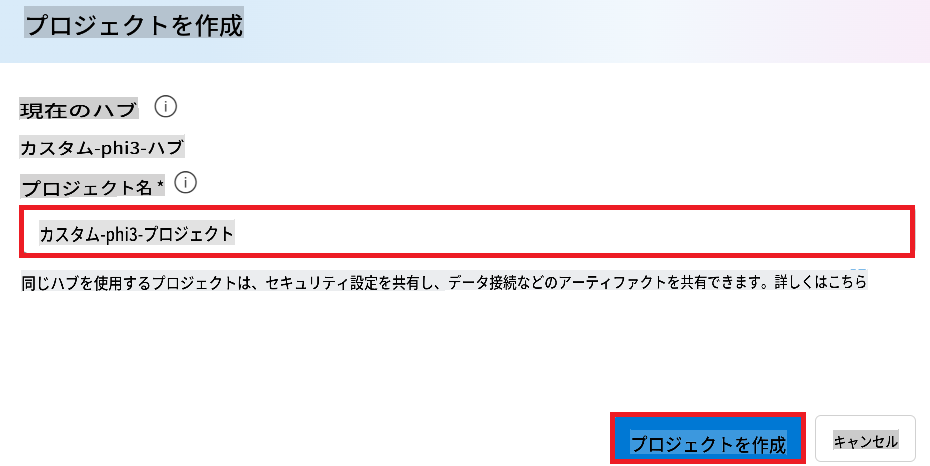 プロジェクトを作成
現在のハブ
カスタム-phi3-ハブ
プロジェクト名 *
カスタム-phi3-プロジェクト
同じハブを使用するプロジェクトは、セキュリティ設定を共有し、データ接続などのアーティファクトを共有できます。詳しくはこちら
プロジェクトを作成 キャンセル